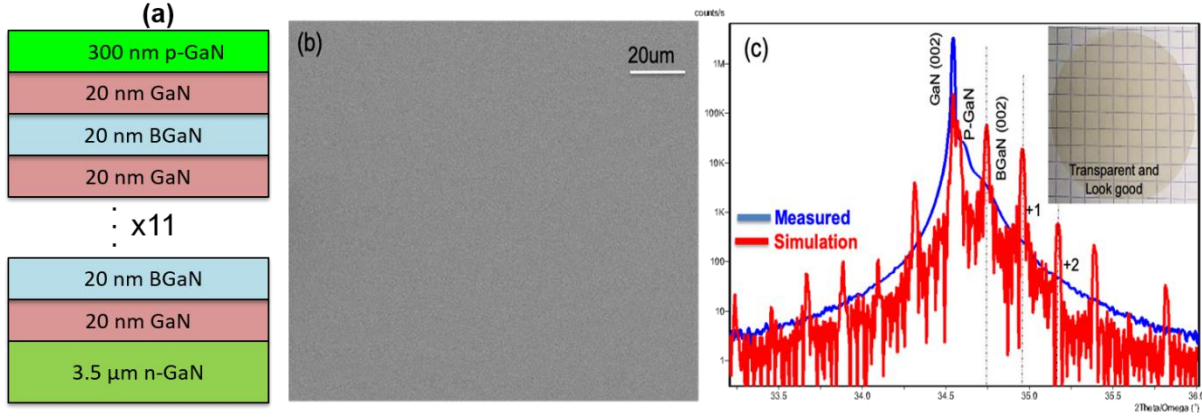 (a)
300 nm p-GaN
20 nm GaN
20 nm BGaN
20 nm GaN
x11
20 nm BGaN
20 nm GaN
3.5 µm n-GaN
(b)
20um
counts/s
(c)
1M
100K
10K
1K
100
10
1
GaN (002)
P-GaN
BGaN (002)
+1
+2
Measured
Simulation
Transparent and
Look good
33.5
34.0
34.5
35.0
35.5
36.0
2Theta/Omega (°)